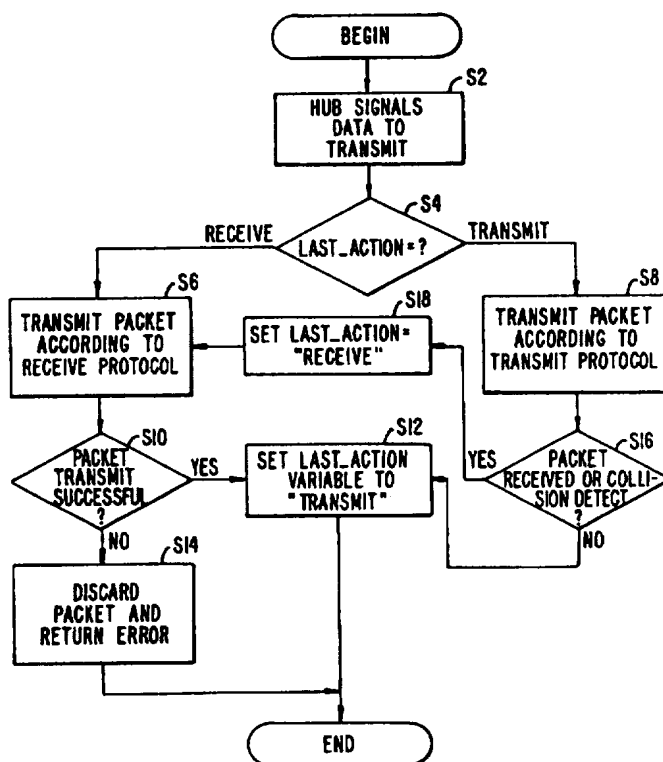 BEGIN
S2
HUB SIGNALS
DATA TO
TRANSMIT
S4
RECEIVE
LAST_ACTION=?
TRANSMIT
S6
TRANSMIT PACKET
ACCORDING TO
RECEIVE PROTOCOL
S18
SET LAST_ACTION=
"RECEIVE"
S8
TRANSMIT PACKET
ACCORDING TO
TRANSMIT PROTOCOL
S10
PACKET
TRANSMIT
SUCCESSFUL
?
YES
NO
S12
SET LAST_ACTION
VARIABLE TO
"TRANSMIT"
S16
YES
PACKET
RECEIVED OR COLLI-
SION DETECT
?
NO
S14
DISCARD
PACKET AND
RETURN ERROR
END